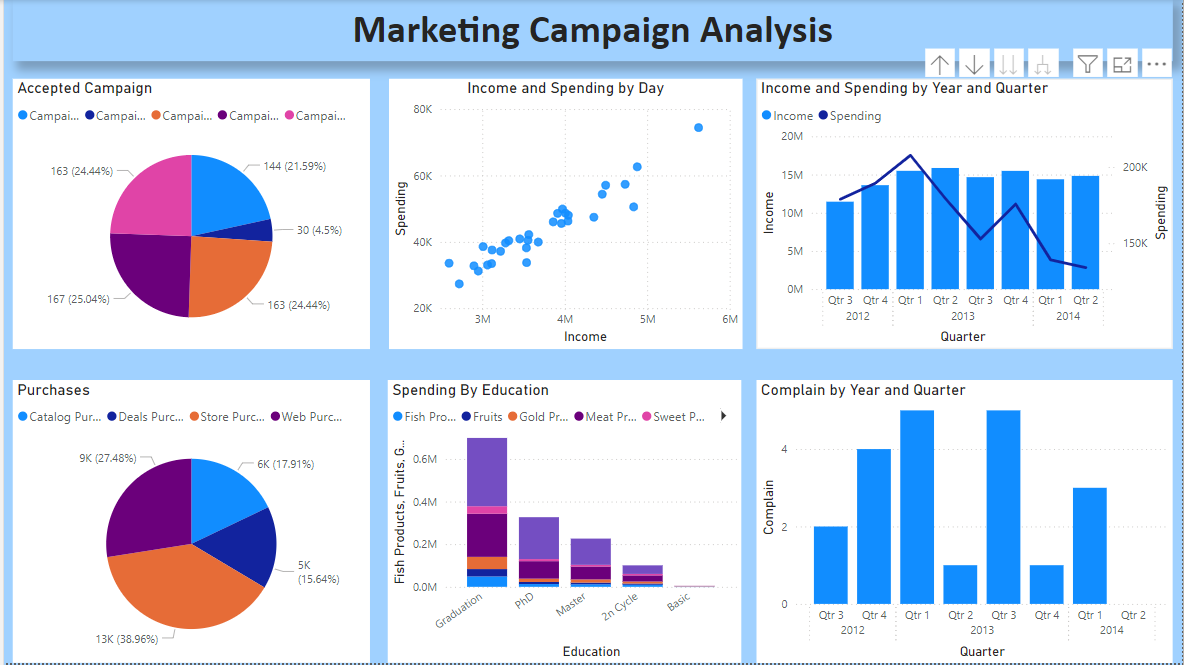 Marketing Campaign Analysis
Accepted Campaign
Campai... Campai... Campai... Campai... Campai...
163 (24.44%)
144 (21.59%)
30 (4.5%)
167 (25.04%)
163 (24.44%)
Income and Spending by Day
80K
60K
40K
20K
Spending
3M 4M 5M 6M
Income
Income and Spending by Year and Quarter
Income Spending
20M
15M
10M
5M
0M
Income
200K
150K
Spending
Qtr 3 Qtr 4 Qtr 1 Qtr 2 Qtr 3 Qtr 4 Qtr 1 Qtr 2
2012 2013 2014
Quarter
Purchases
Catalog Pur... Deals Purc... Store Purc... Web Purc...
9K (27.48%)
6K (17.91%)
5K
(15.64%)
13K (38.96%)
Spending By Education
Fish Pro... Fruits Gold Pr... Meat Pr... Sweet P...
0.6M
0.4M
0.2M
0.0M
Fish Products, Fruits, G...
Graduation PhD Master 2n Cycle Basic
Education
Complain by Year and Quarter
4
2
0
Complain
Qtr 3 Qtr 4 Qtr 1 Qtr 2 Qtr 3 Qtr 4 Qtr 1 Qtr 2
2012 2013 2014
Quarter